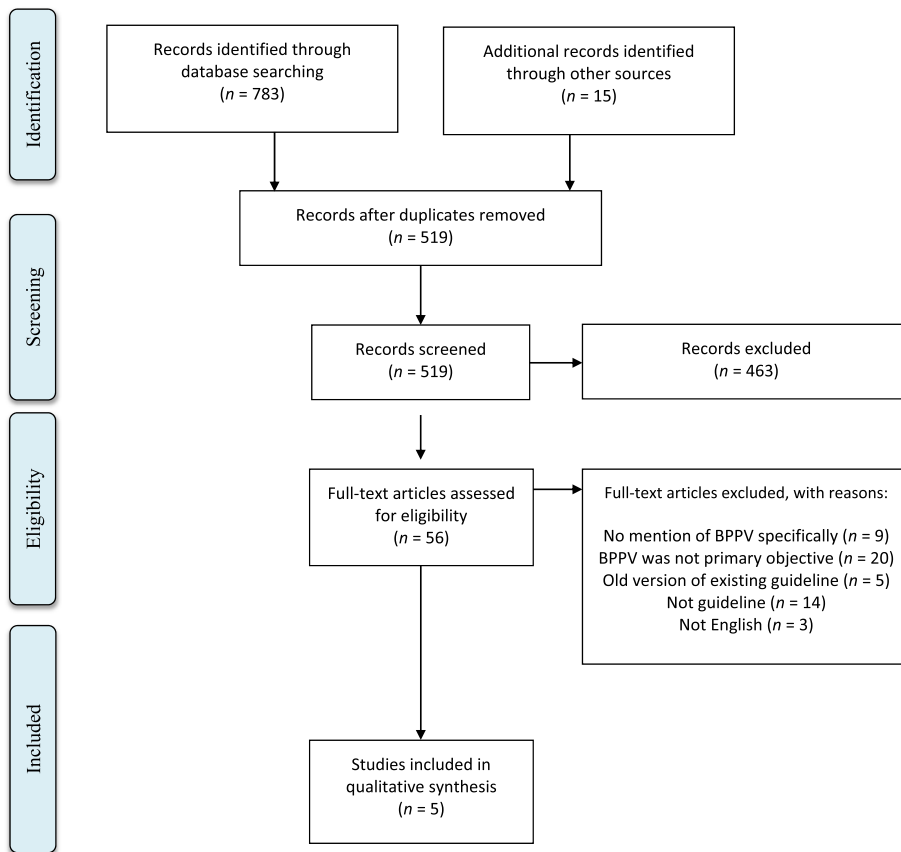 Identification
Records identified through
database searching
(n = 783)
Additional records identified
through other sources
(n = 15)
Records after duplicates removed
(n = 519)
Screening
Records screened
(n = 519)
Records excluded
(n = 463)
Eligibility
Full-text articles assessed
for eligibility
(n = 56)
Full-text articles excluded, with reasons:
No mention of BPPV specifically (n = 9)
BPPV was not primary objective (n = 20)
Old version of existing guideline (n = 5)
Not guideline (n = 14)
Not English (n = 3)
Included
Studies included in
qualitative synthesis
(n = 5)